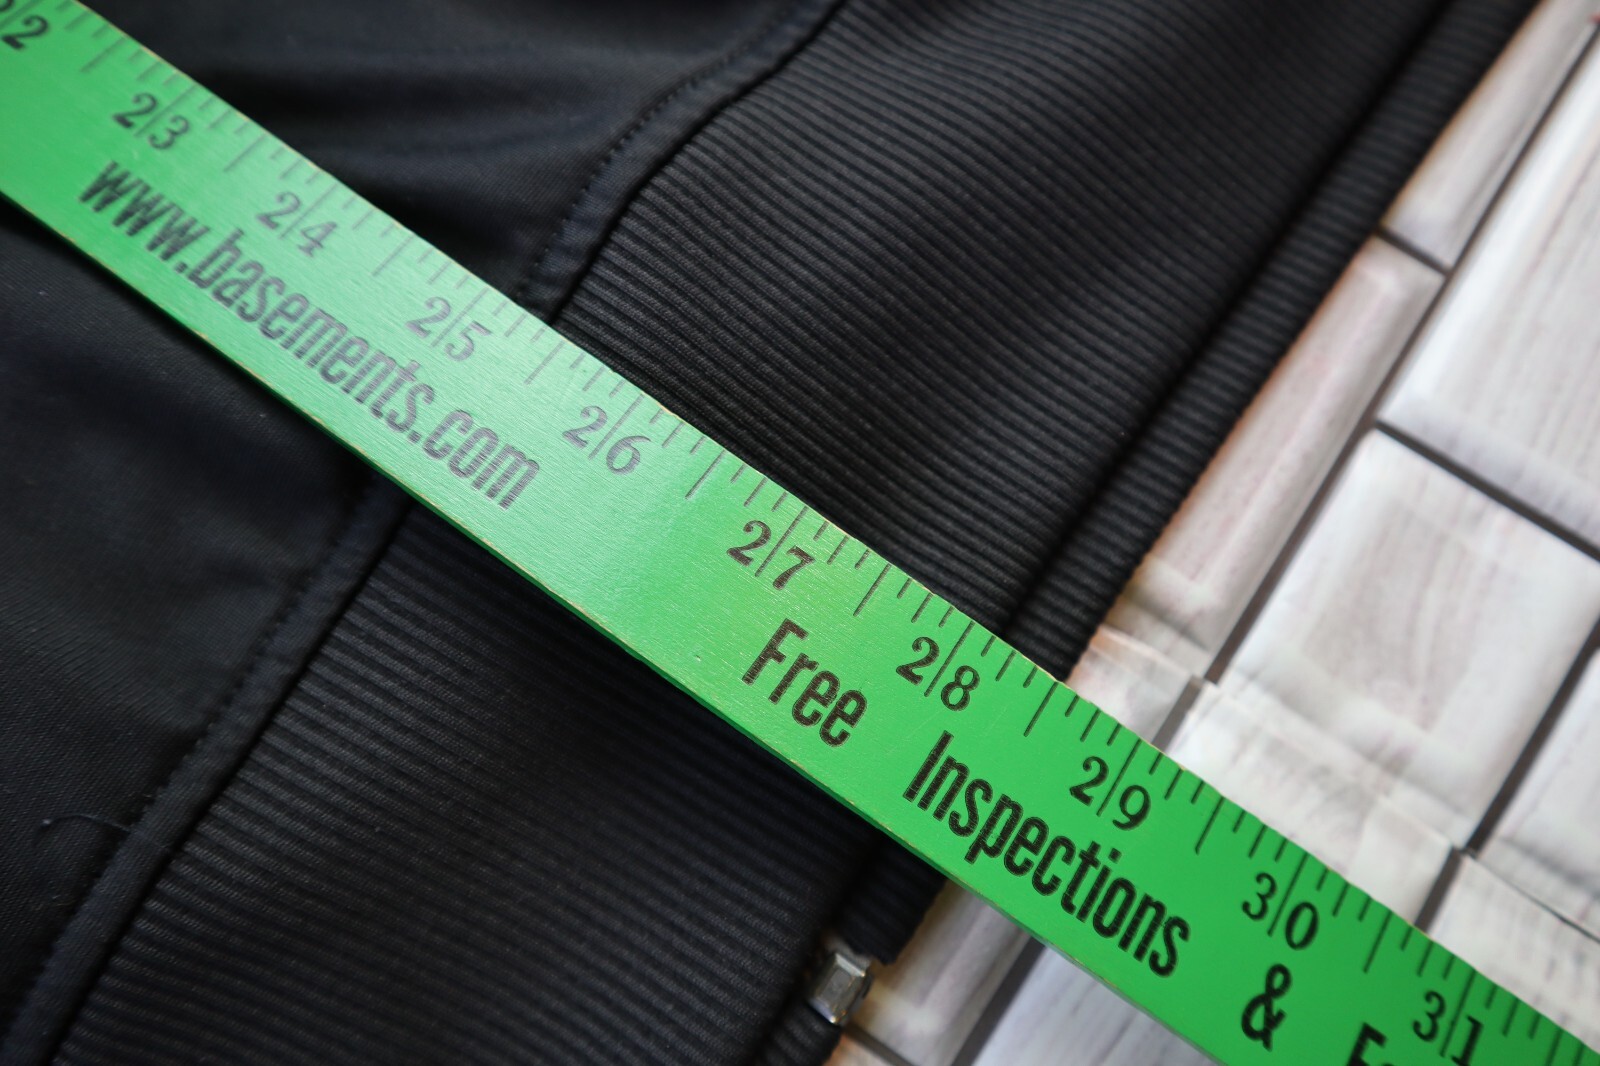 22 23 24 25 26 27 28 29 30 31
www.basements.com Free Inspections &